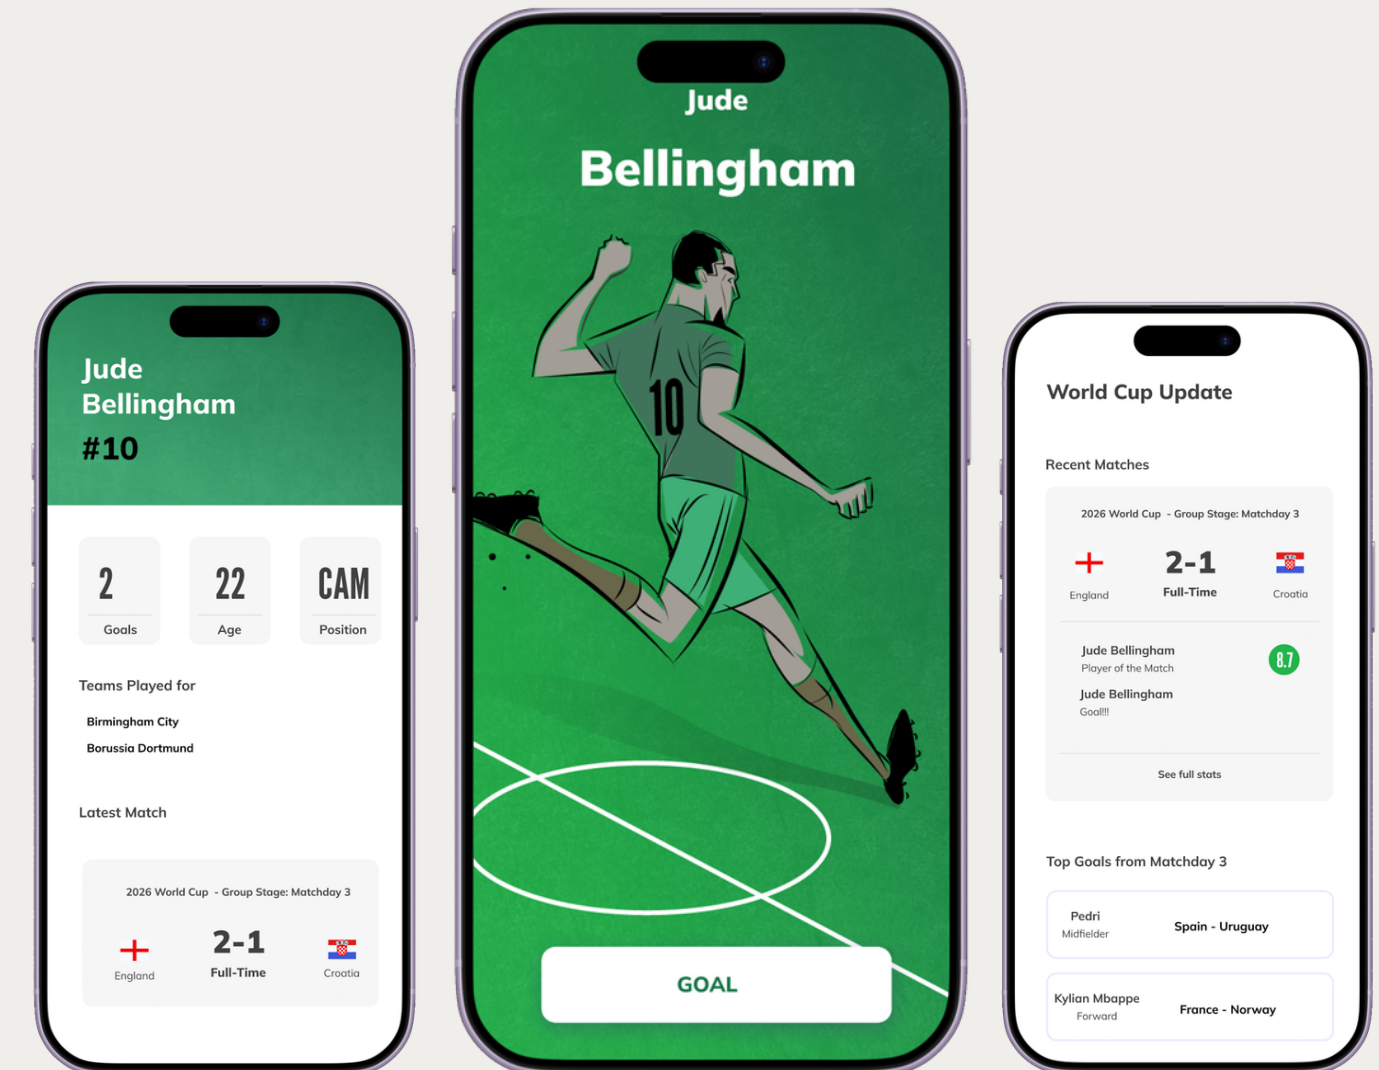 Jude
Bellingham
#10
2
22
CAM
Goals
Age
Position
Teams Played for
Birmingham City
Borussia Dortmund
Latest Match
2026 World Cup - Group Stage: Matchday 3
2-1
Full-Time
England
Croatia
Jude
Bellingham
10
GOAL
World Cup Update
Recent Matches
2026 World Cup - Group Stage: Matchday 3
2-1
Full-Time
England
Croatia
Jude Bellingham
Player of the Match
8.7
Jude Bellingham
Goal!!!
See full stats
Top Goals from Matchday 3
Pedri
Midfielder
Spain - Uruguay
Kylian Mbappe
Forward
France - Norway